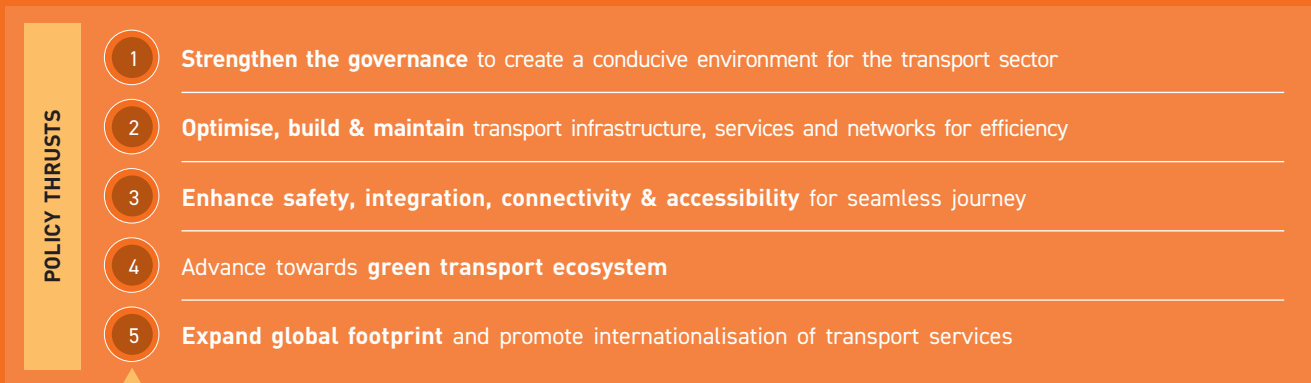 POLICY THRUSTS
1 Strengthen the governance to create a conducive environment for the transport sector
2 Optimise, build & maintain transport infrastructure, services and networks for efficiency
3 Enhance safety, integration, connectivity & accessibility for seamless journey
4 Advance towards green transport ecosystem
5 Expand global footprint and promote internationalisation of transport services